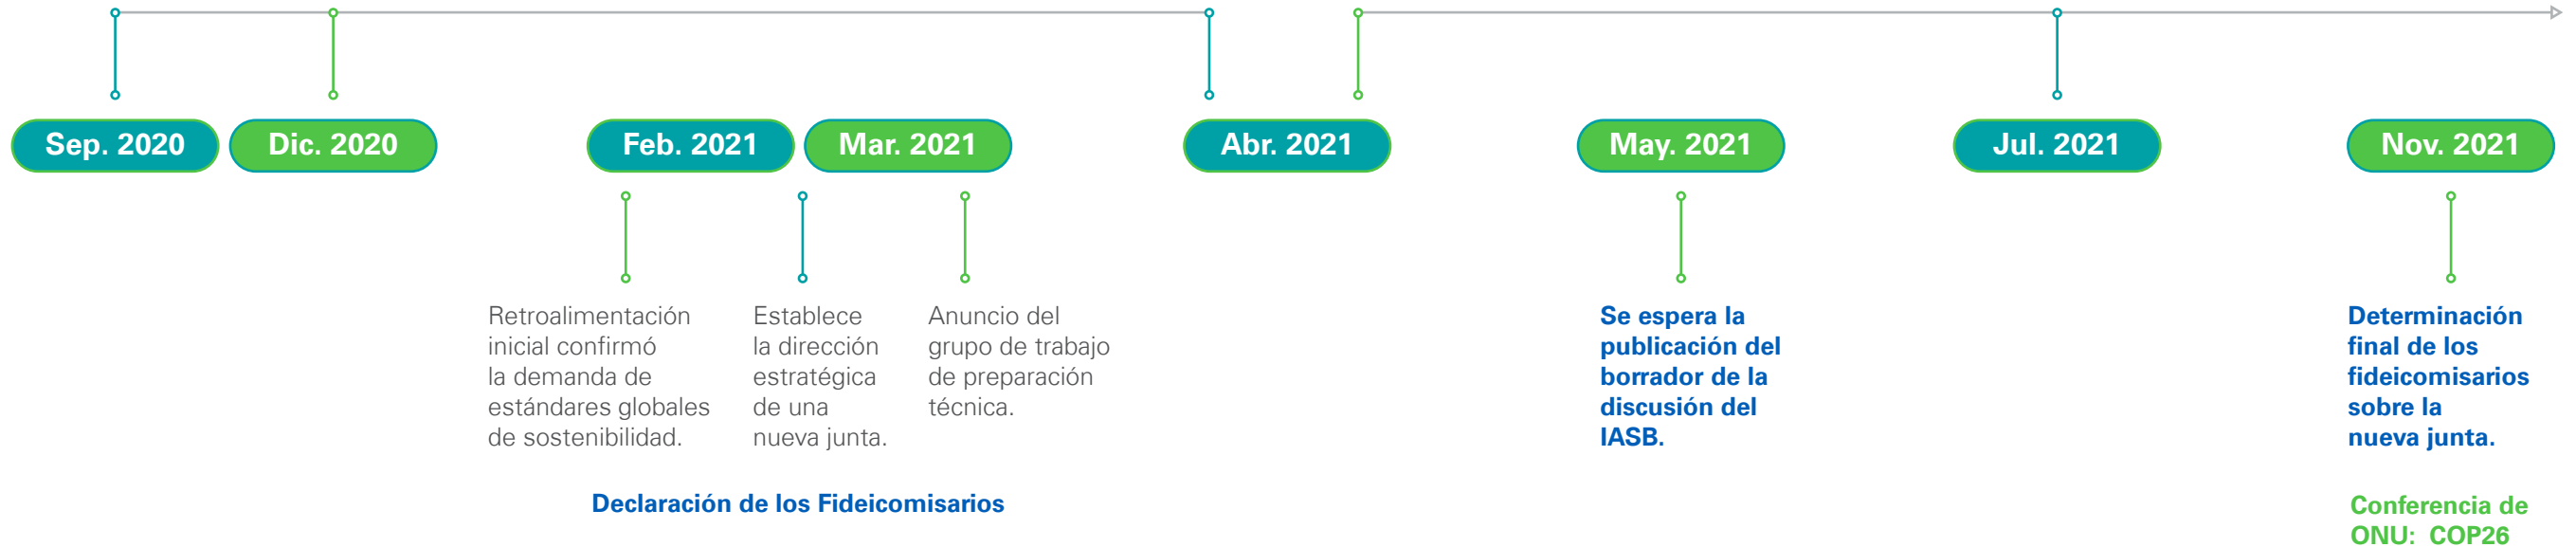 Sep. 2020
Dic. 2020
Feb. 2021
Mar. 2021
Abr. 2021
May. 2021
Jul. 2021
Nov. 2021
Retroalimentación
inicial confirmó
la demanda de
estándares globales
de sostenibilidad.
Establece
la dirección
estratégica
de una
nueva junta.
Anuncio del
grupo de trabajo
de preparación
técnica.
Declaración de los Fideicomisarios
Se espera la
publicación del
borrador de la
discusión del
IASB.
Determinación
final de los
fideicomisarios
sobre la
nueva junta.
Conferencia de
ONU: COP26